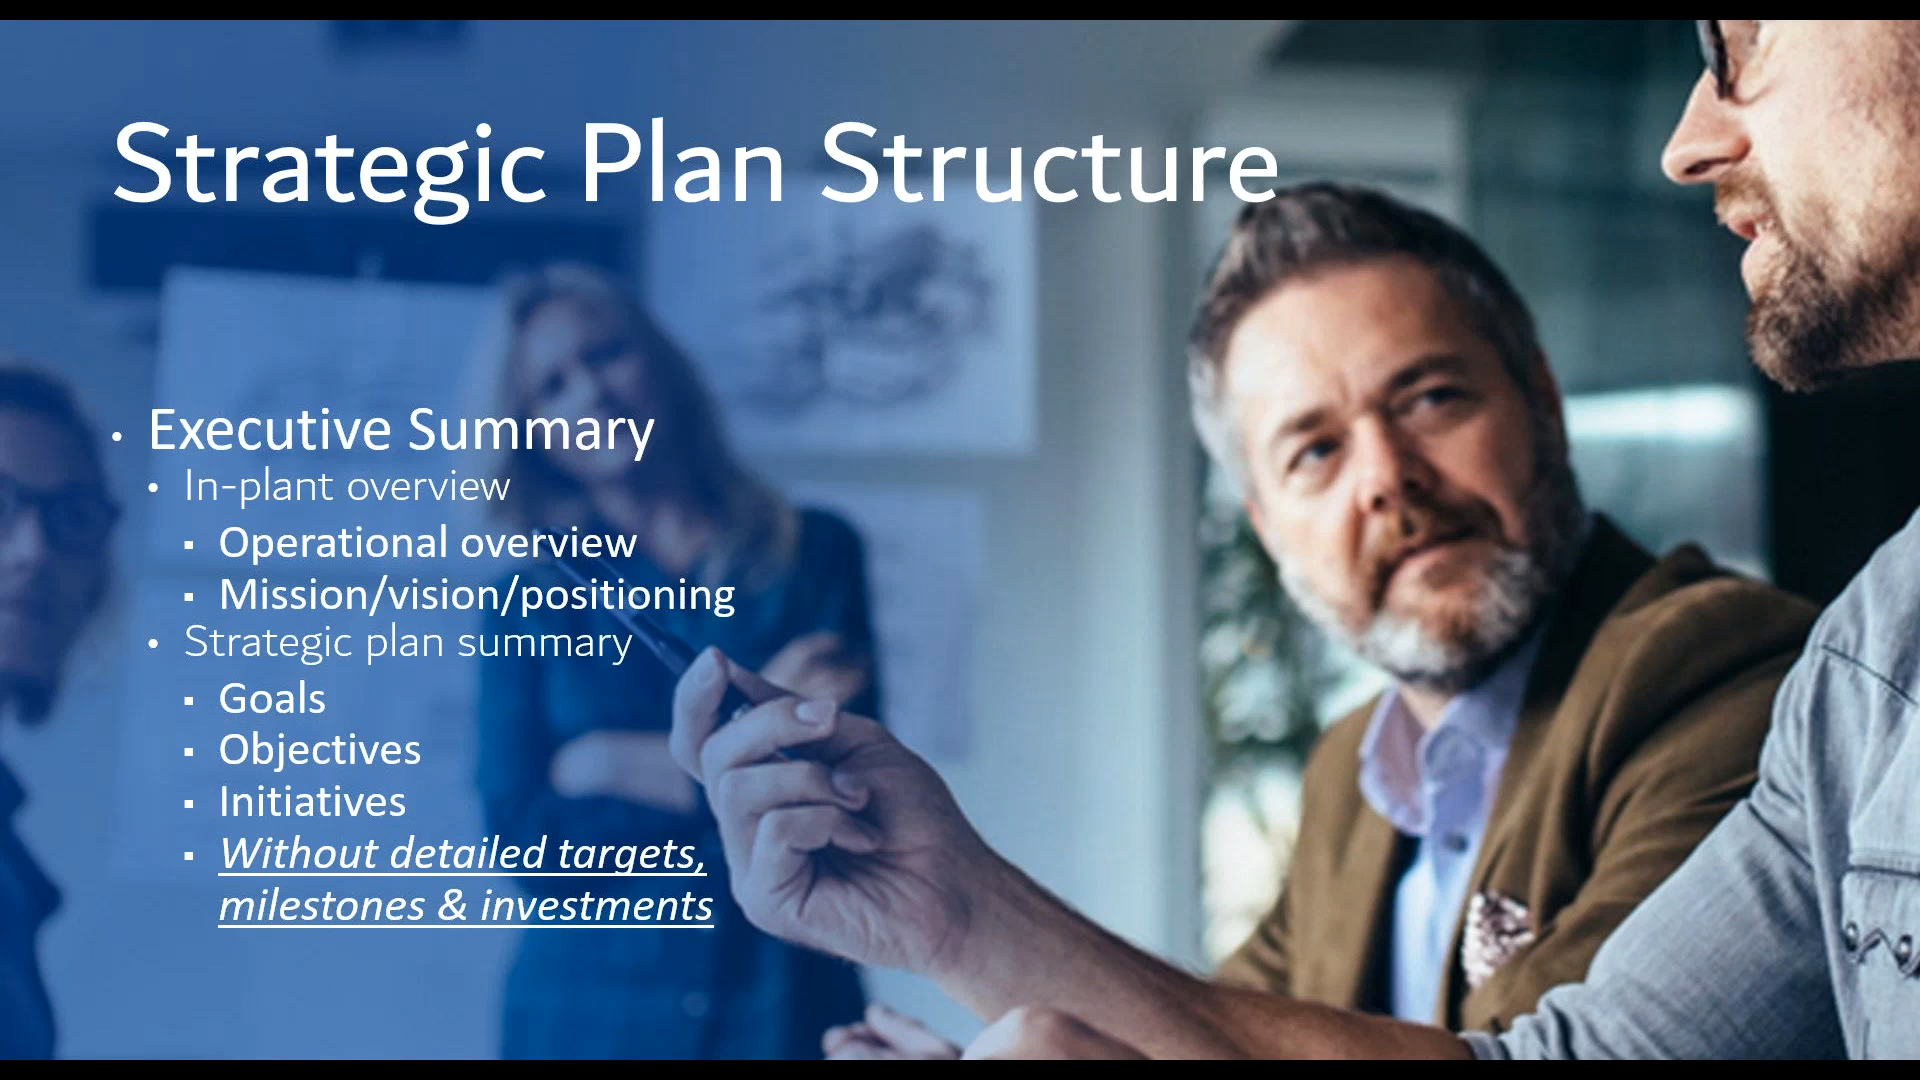 Strategic Plan Structure
• Executive Summary
• In-plant overview
▪ Operational overview
▪ Mission/vision/positioning
• Strategic plan summary
▪ Goals
▪ Objectives
▪ Initiatives
▪ Without detailed targets,
milestones & investments